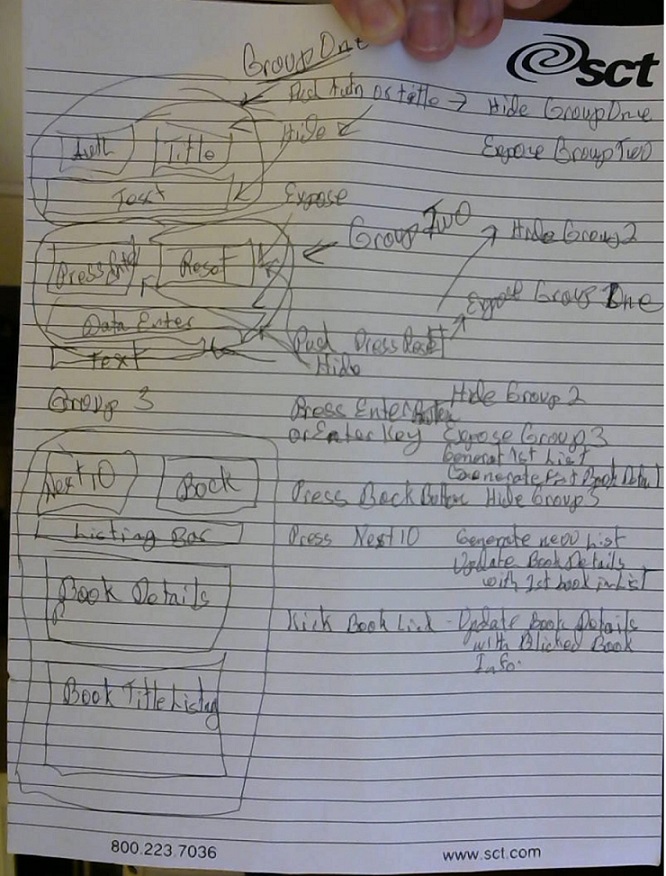 Group One
sct
Push Auth or title → Hide Group One
Hide
Expose Group Two
Auth
Title
Text
Expose
Group Two
Hide Group 2
Press Enter
Reset
Expose Group One
Data Enter
Push Press Reset
Text
Hide
Group 3
Hide Group 2
Press Enter Button
or Enter Key Expose Group 3
Generat 1st List
Generate First Book Detail
Next 10
Back
Press Back Button Hide Group 3
Listing Bar
Press Next 10 Generate new List
Update Book Details
with 1st book in List
Book Details
Kick Book Link - Update Book Details
with Blicked Book
Info.
Book Title Listing
800.223.7036
www.sct.com